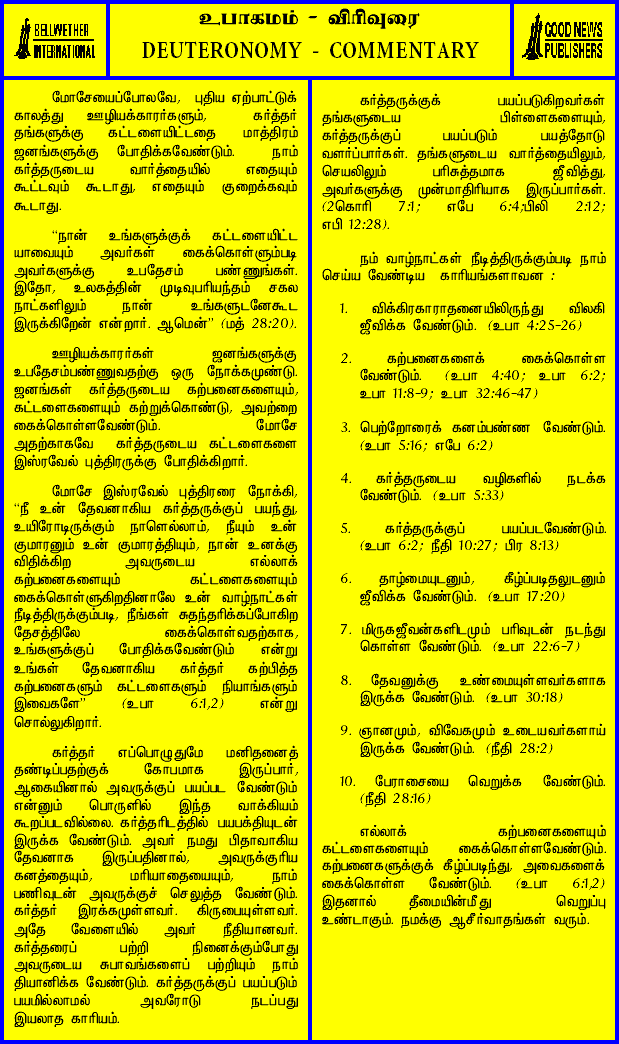 BELLWETHER
INTERNATIONAL
உபாகமம் - விரிவுரை
DEUTERONOMY - COMMENTARY
GOOD NEWS
PUBLISHERS
மோசேயைப்போலவே, புதிய ஏற்பாட்டுக்
காலத்து ஊழியக்காரர்களும், கர்த்தர்
தங்களுக்கு கட்டளையிட்டதை மாத்திரம்
ஜனங்களுக்கு போதிக்கவேண்டும். நாம்
கர்த்தருடைய வார்த்தையில் எதையும்
கூட்டவும் கூடாது, எதையும் குறைக்கவும்
கூடாது.
“நான் உங்களுக்குக் கட்டளையிட்ட
யாவையும் அவர்கள் கைக்கொள்ளும்படி
அவர்களுக்கு உபதேசம் பண்ணுங்கள்.
இதோ, உலகத்தின் முடிவுபரியந்தம் சகல
நாட்களிலும் நான் உங்களுடனேகூட
இருக்கிறேன் என்றார். ஆமென்” (மத் 28:20).
ஊழியக்காரர்கள் ஜனங்களுக்கு
உபதேசம்பண்ணுவதற்கு ஒரு நோக்கமுண்டு.
ஜனங்கள் கர்த்தருடைய கற்பனைகளையும்,
கட்டளைகளையும் கற்றுக்கொண்டு, அவற்றை
கைக்கொள்ளவேண்டும். மோசே
அதற்காகவே கர்த்தருடைய கட்டளைகளை
இஸ்ரவேல் புத்திரருக்கு போதிக்கிறார்.
மோசே இஸ்ரவேல் புத்திரரை நோக்கி,
“நீ உன் தேவனாகிய கர்த்தருக்குப் பயந்து,
உயிரோடிருக்கும் நாளெல்லாம், நீயும் உன்
குமாரனும் உன் குமாரத்தியும், நான் உனக்கு
விதிக்கிற அவருடைய எல்லாக்
கற்பனைகளையும் கட்டளைகளையும்
கைக்கொள்ளுகிறதினாலே உன் வாழ்நாட்கள்
நீடித்திருக்கும்படி, நீங்கள் சுதந்தரிக்கப்போகிற
தேசத்திலே கைக்கொள்வதற்காக,
உங்களுக்குப் போதிக்கவேண்டும் என்று
உங்கள் தேவனாகிய கர்த்தர் கற்பித்த
கற்பனைகளும் கட்டளைகளும் நியாங்களும்
இவைகளே” (உபா 6:1,2) என்று
சொல்லுகிறார்.
கர்த்தர் எப்பொழுதுமே மனிதனைத்
தண்டிப்பதற்குக் கோபமாக இருப்பார்,
ஆகையினால் அவருக்குப் பயப்பட வேண்டும்
என்னும் பொருளில் இந்த வாக்கியம்
கூறப்படவில்லை. கர்த்தரிடத்தில் பயபக்தியுடன்
இருக்க வேண்டும். அவர் நமது பிதாவாகிய
தேவனாக இருப்பதினால், அவருக்குரிய
கனத்தையும், மரியாதையையும், நாம்
பணிவுடன் அவருக்குச் செலுத்த வேண்டும்.
கர்த்தர் இரக்கமுள்ளவர். கிருபையுள்ளவர்.
அதே வேளையில் அவர் நீதியானவர்.
கர்த்தரைப் பற்றி நினைக்கும்போது
அவருடைய சுபாவங்களைப் பற்றியும் நாம்
தியானிக்க வேண்டும். கர்த்தருக்குப் பயப்படும்
பயமில்லாமல் அவரோடு நடப்பது
இயலாத காரியம்.
கர்த்தருக்குக் பயப்படுகிறவர்கள்
தங்களுடைய பிள்ளைகளையும்,
கர்த்தருக்குப் பயப்படும் பயத்தோடு
வளர்ப்பார்கள். தங்களுடைய வார்த்தையிலும்,
செயலிலும் பரிசுத்தமாக ஜீவித்து,
அவர்களுக்கு முன்மாதிரியாக இருப்பார்கள்.
(2கொரி 7:1; எபே 6:4;பிலி 2:12;
எபி 12:28).
நம் வாழ்நாட்கள் நீடித்திருக்கும்படி நாம்
செய்ய வேண்டிய காரியங்களாவன :
1. விக்கிரகாராதனையிலிருந்து விலகி
ஜீவிக்க வேண்டும். (உபா 4:25-26)
2. கற்பனைகளைக் கைக்கொள்ள
வேண்டும். (உபா 4:40; உபா 6:2;
உபா 11:8-9; உபா 32:46-47)
3. பெற்றோரைக் கனம்பண்ண வேண்டும்.
(உபா 5:16; எபே 6:2)
4. கர்த்தருடைய வழிகளில் நடக்க
வேண்டும். (உபா 5:33)
5. கர்த்தருக்குப் பயப்படவேண்டும்.
(உபா 6:2; நீதி 10:27; பிர 8:13)
6. தாழ்மையுடனும், கீழ்ப்படிதலுடனும்
ஜீவிக்க வேண்டும். (உபா 17:20)
7. மிருகஜீவன்களிடமும் பரிவுடன் நடந்து
கொள்ள வேண்டும். (உபா 22:6-7)
8. தேவனுக்கு உண்மையுள்ளவர்களாக
இருக்க வேண்டும். (உபா 30:18)
9. ஞானமும், விவேகமும் உடையவர்களாய்
இருக்க வேண்டும். (நீதி 28:2)
10. பேராசையை வெறுக்க வேண்டும்.
(நீதி 28:16)
எல்லாக் கற்பனைகளையும்
கட்டளைகளையும் கைக்கொள்ளவேண்டும்.
கற்பனைகளுக்குக் கீழ்ப்படிந்து, அவைகளைக்
கைக்கொள்ள வேண்டும். (உபா 6:1,2)
இதனால் தீமையின்மீது வெறுப்பு
உண்டாகும். நமக்கு ஆசீர்வாதங்கள் வரும்.